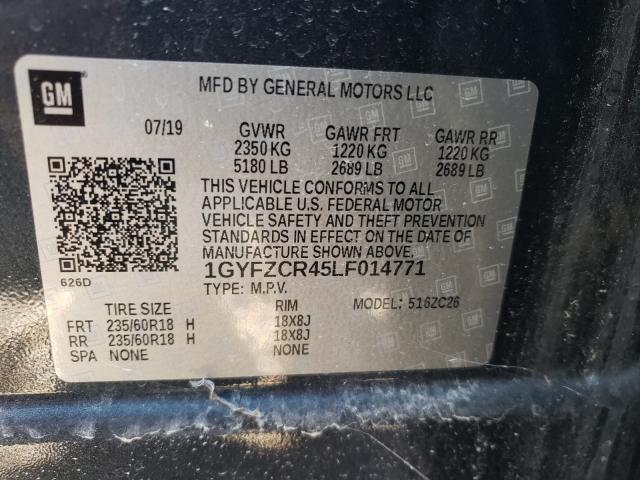 GM
MFD BY GENERAL MOTORS LLC
07/19 GVWR GAWR FRT GAWR RR
2350 KG 1220 KG 1220 KG
5180 LB 2689 LB 2689 LB
THIS VEHICLE CONFORMS TO ALL
APPLICABLE U.S. FEDERAL MOTOR
VEHICLE SAFETY AND THEFT PREVENTION
STANDARDS IN EFFECT ON THE DATE OF
MANUFACTURE SHOWN ABOVE.
1GYFZCR45LF014771
626D TYPE: M.P.V.
TIRE SIZE RIM MODEL: 516ZC26
FRT 235/60R18 H 18X8J
RR 235/60R18 H 18X8J
SPA NONE NONE